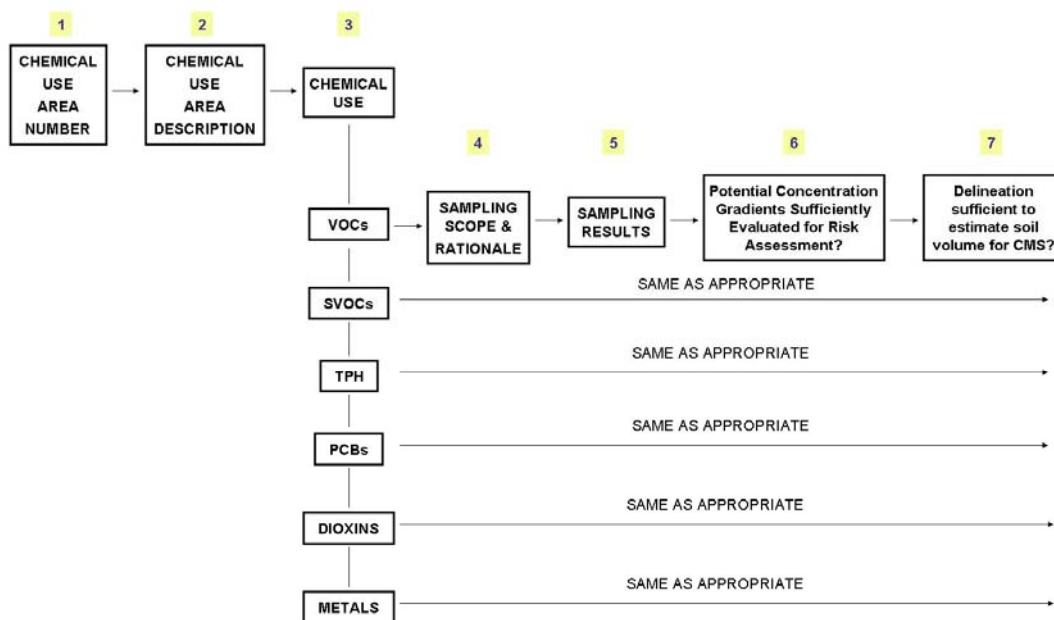 1
2
3
CHEMICAL
USE
AREA
NUMBER
CHEMICAL
USE
AREA
DESCRIPTION
CHEMICAL
USE
4
5
6
7
VOCs
SAMPLING
SCOPE &
RATIONALE
SAMPLING
RESULTS
Potential Concentration
Gradients Sufficiently
Evaluated for Risk
Assessment?
Delineation
sufficient to
estimate soil
volume for CMS?
SVOCs
SAME AS APPROPRIATE
TPH
SAME AS APPROPRIATE
PCBs
SAME AS APPROPRIATE
DIOXINS
SAME AS APPROPRIATE
METALS
SAME AS APPROPRIATE